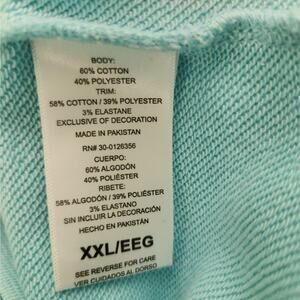 BODY:
60% COTTON
40% POLYESTER
TRIM:
58% COTTON / 39% POLYESTER
3% ELASTANE
EXCLUSIVE OF DECORATION
MADE IN PAKISTAN
RN# 30-0126356
CUERPO:
60% ALGODÓN
40% POLIÉSTER
RIBETE:
58% ALGODÓN / 39% POLIÉSTER
3% ELASTANO
SIN INCLUIR LA DECORACIÓN
HECHO EN PAKISTÁN
XXL/EEG
SEE REVERSE FOR CARE
VER CUIDADOS AL DORSO